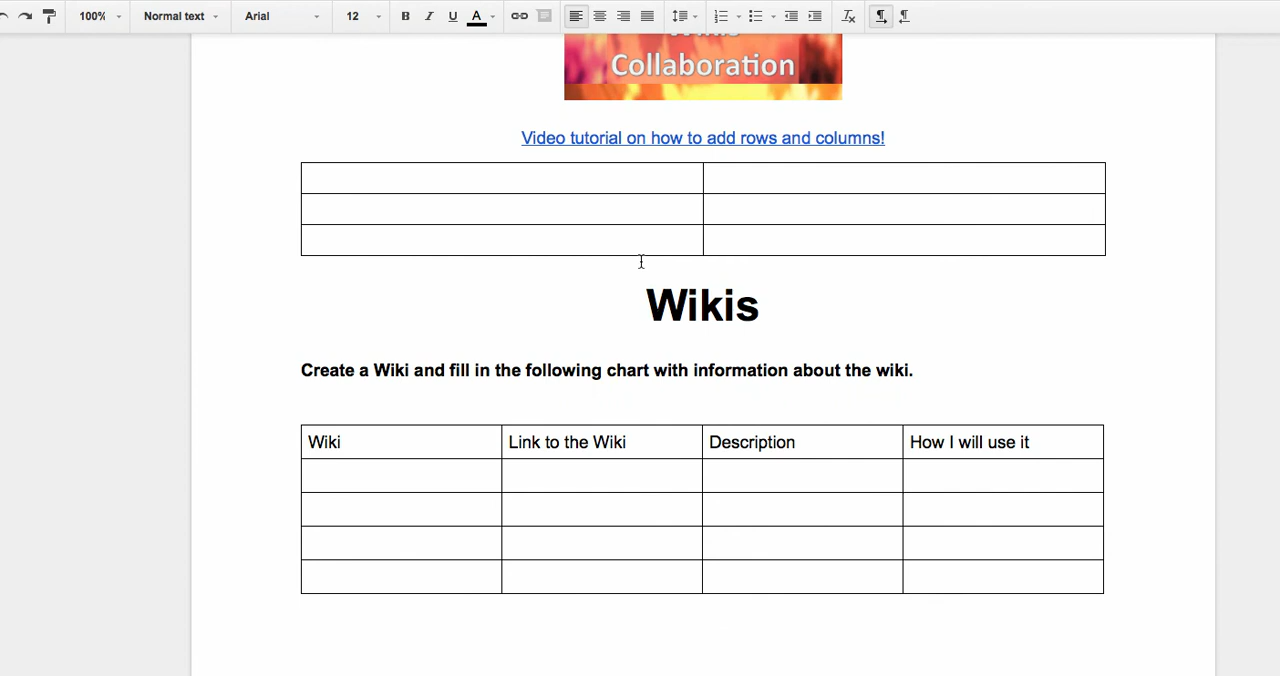 100% Normal text Arial 12 B I U A
Collaboration
Video tutorial on how to add rows and columns!
Wikis
Create a Wiki and fill in the following chart with information about the wiki.
Wiki Link to the Wiki Description How I will use it